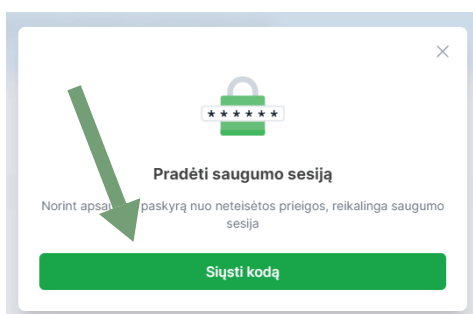 ******
Pradėti saugumo sesiją
Norint paskyrą nuo neteisėtos prieigos, reikalinga saugumo
sesija
Siųsti kodą